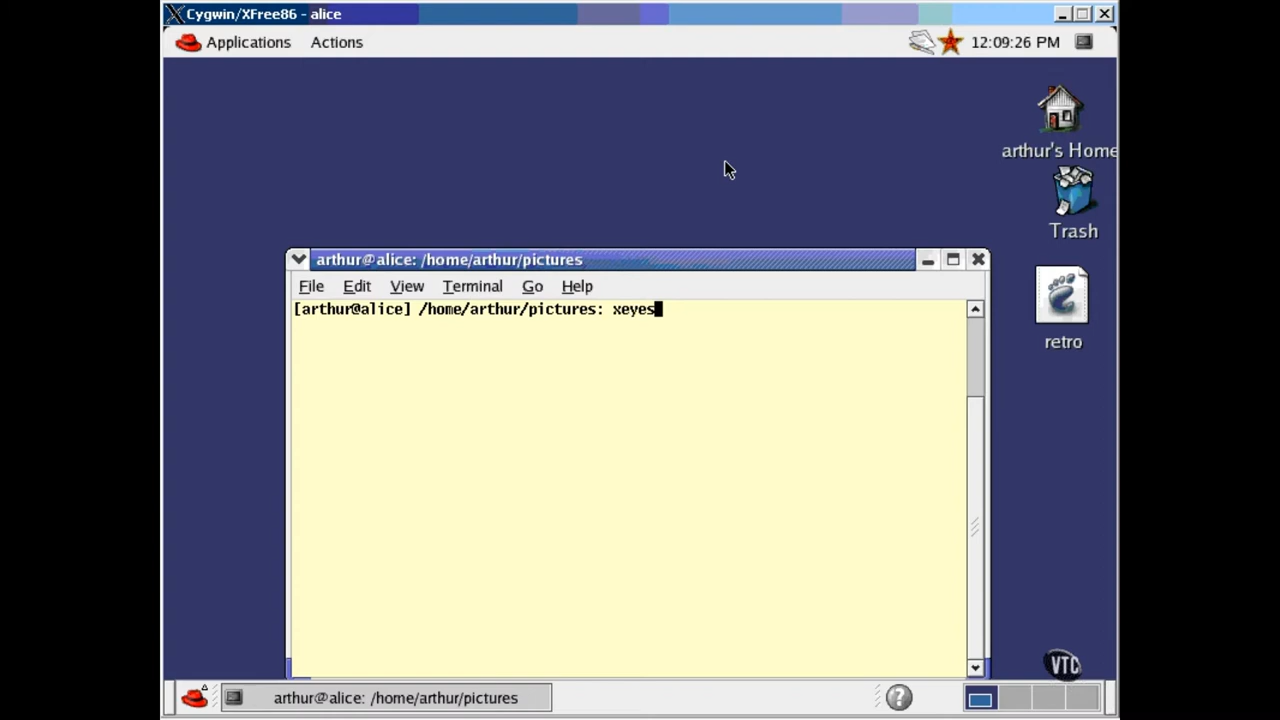 Cygwin/XFree86 - alice
Applications Actions 12:09:26 PM
arthur's Home
Trash
arthur@alice: /home/arthur/pictures
File Edit View Terminal Go Help
[arthur@alice] /home/arthur/pictures: xeyes
retro
VTC
arthur@alice: /home/arthur/pictures